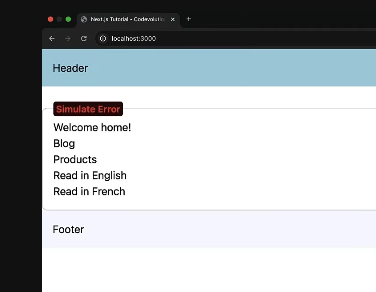 Next.js Tutorial - Codevolution
localhost:3000
Header
Simulate Error
Welcome home!
Blog
Products
Read in English
Read in French
Footer